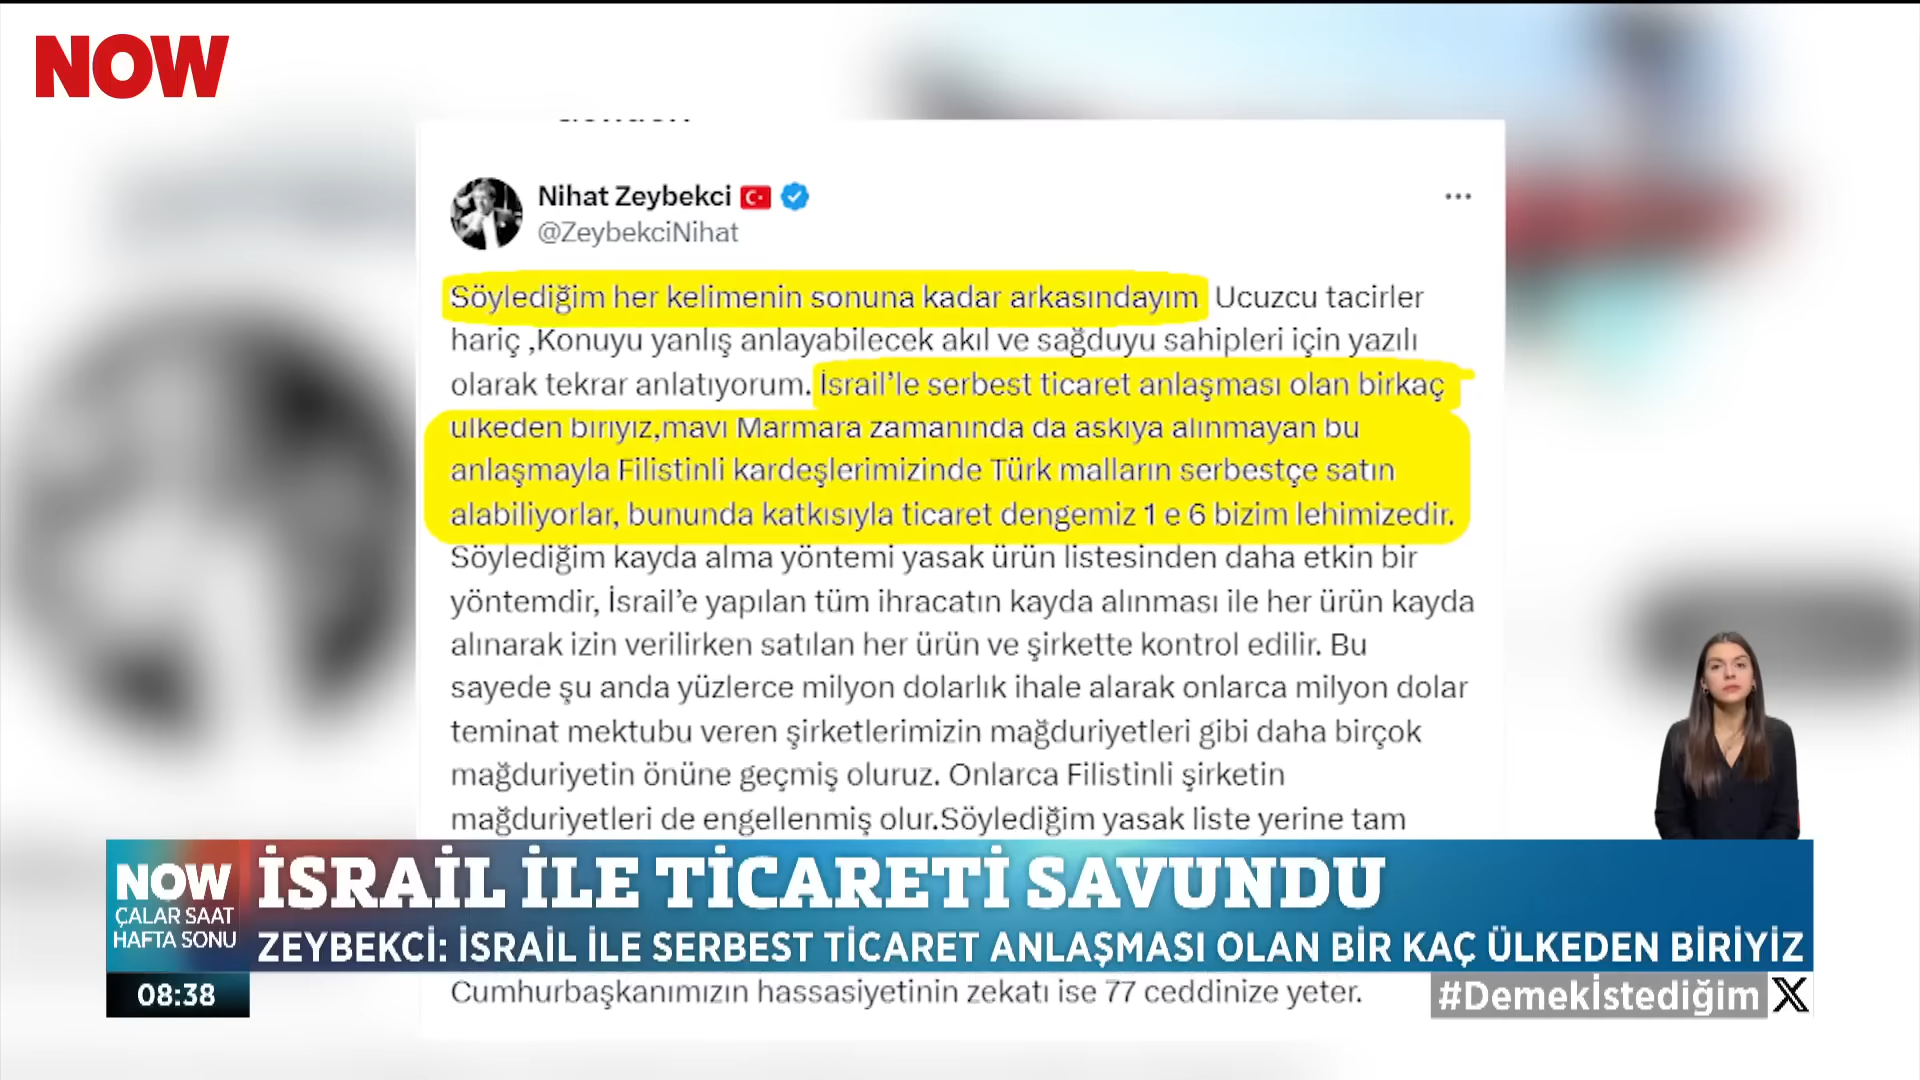 NOW
Nihat Zeybekci
@ZeybekciNihat
Söylediğim her kelimenin sonuna kadar arkasındayım Ucuzcu tacirler
hariç ,Konuyu yanlış anlayabilecek akıl ve sağduyu sahipleri için yazılı
olarak tekrar anlatıyorum. İsrail'le serbest ticaret anlaşması olan birkaç
ülkeden biriyiz,mavi Marmara zamanında da askıya alınmayan bu
anlaşmayla Filistinli kardeşlerimizinde Türk malların serbestçe satın
alabiliyorlar, bununda katkısıyla ticaret dengemiz 1 e 6 bizim lehimizedir.
Söylediğim kayda alma yöntemi yasak ürün listesinden daha etkin bir
yöntemdir, İsrail'e yapılan tüm ihracatın kayda alınması ile her ürün kayda
alınarak izin verilirken satılan her ürün ve şirkette kontrol edilir. Bu
sayede şu anda yüzlerce milyon dolarlık ihale alarak onlarca milyon dolar
teminat mektubu veren şirketlerimizin mağduriyetleri gibi daha birçok
mağduriyetin önüne geçmiş oluruz. Onlarca Filistinli şirketin
mağduriyetleri de engellenmiş olur.Söylediğim yasak liste yerine tam
NOW
ÇALAR SAAT
HAFTA SONU
İSRAİL İLE TİCARETİ SAVUNDU
ZEYBEKCİ: İSRAİL İLE SERBEST TİCARET ANLAŞMASI OLAN BİR KAÇ ÜLKEDEN BİRİYİZ
08:38
Cumhurbaşkanımızın hassasiyetinin zekatı ise 77 ceddinize yeter.
#Demekİstediğim X